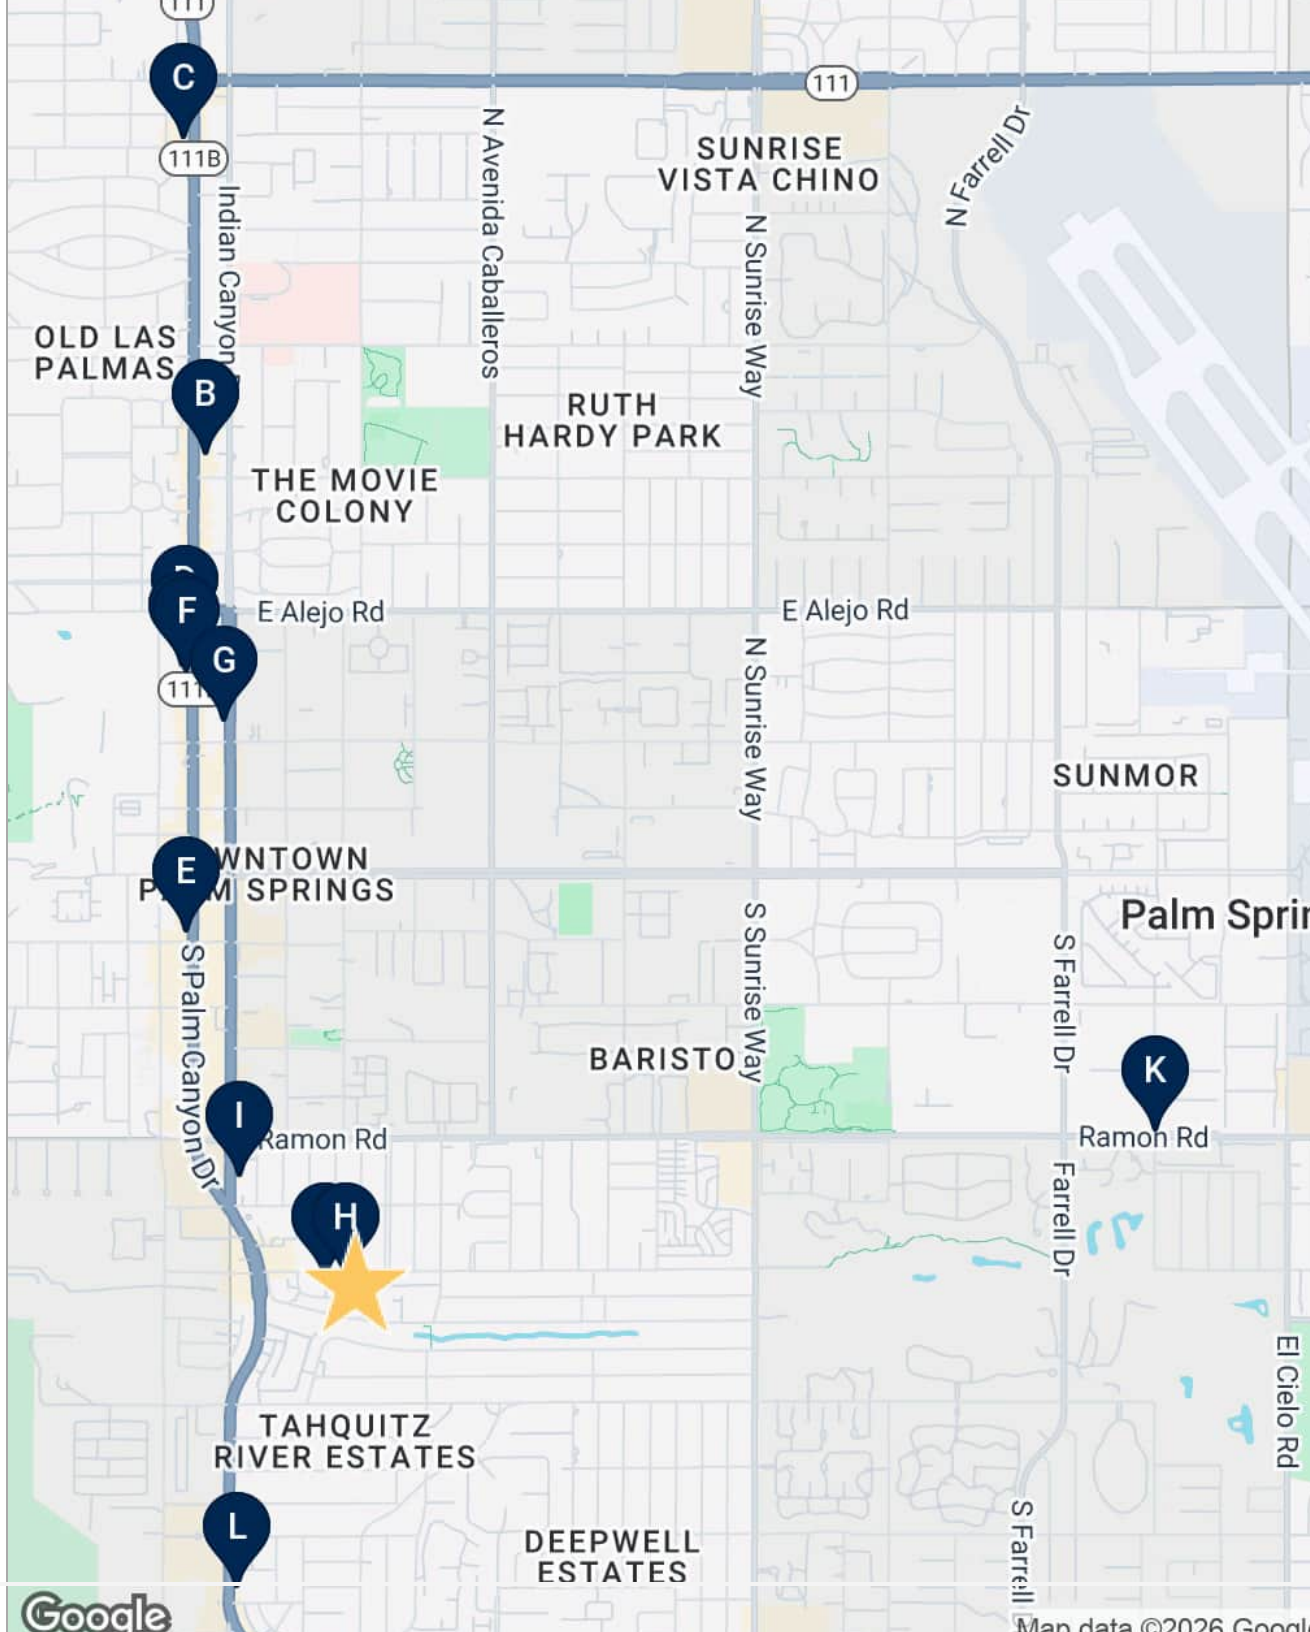 111
C
111
111B
N Farrell Dr
N Avenida Caballeros
SUNRISE
VISTA CHINO
Indian Canyon
N Sunrise Way
OLD LAS
PALMAS
B
RUTH
HARDY PARK
THE MOVIE
COLONY
F
E Alejo Rd
E Alejo Rd
G
N Sunrise Way
111
SUNMOR
E
WNTOWN
P M SPRINGS
Palm Sprin
S Sunrise Way
S Farrell Dr
S Palm Canyon Dr
BARISTO
K
I
Ramon Rd
Ramon Rd
Farrell Dr
H
El Cielo Rd
TAHQUITZ
RIVER ESTATES
L
S Farrell D
DEEPWELL
ESTATES
Google
Map data ©2026 Google